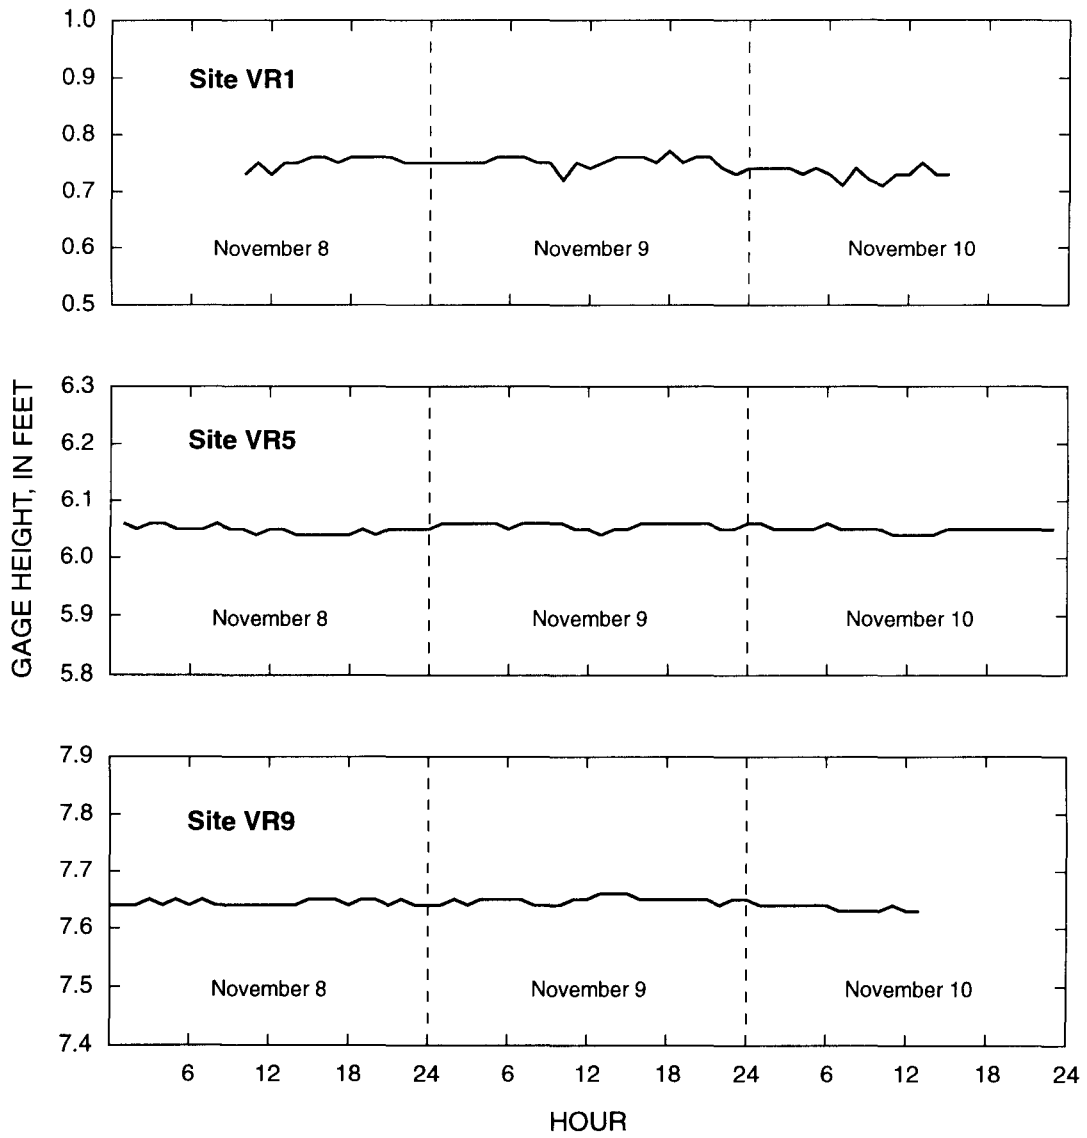 1.0
0.9
0.8
0.7
0.6
0.5
Site VR1
November 8 November 9 November 10
6.3
6.2
6.1
6.0
5.9
5.8
Site VR5
November 8 November 9 November 10
7.9
7.8
7.7
7.6
7.5
7.4
Site VR9
November 8 November 9 November 10
6 12 18 24 6 12 18 24 6 12 18 24
HOUR
GAGE HEIGHT, IN FEET